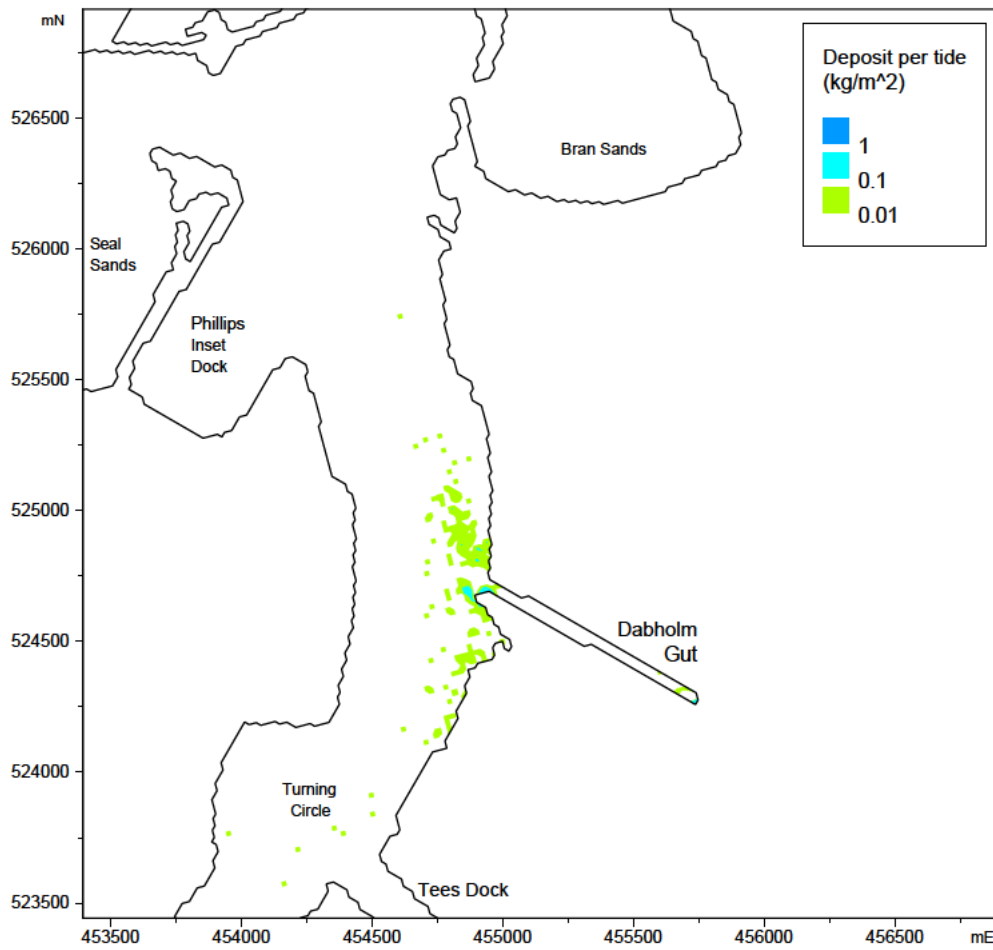 mN
Deposit per tide
(kg/m^2)
1
0.1
0.01
526500
526000
525500
525000
524500
524000
523500
Bran Sands
Seal
Sands
Phillips
Inset
Dock
Dabholm
Gut
Turning
Circle
Tees Dock
453500
454000
454500
455000
455500
456000
456500
mE